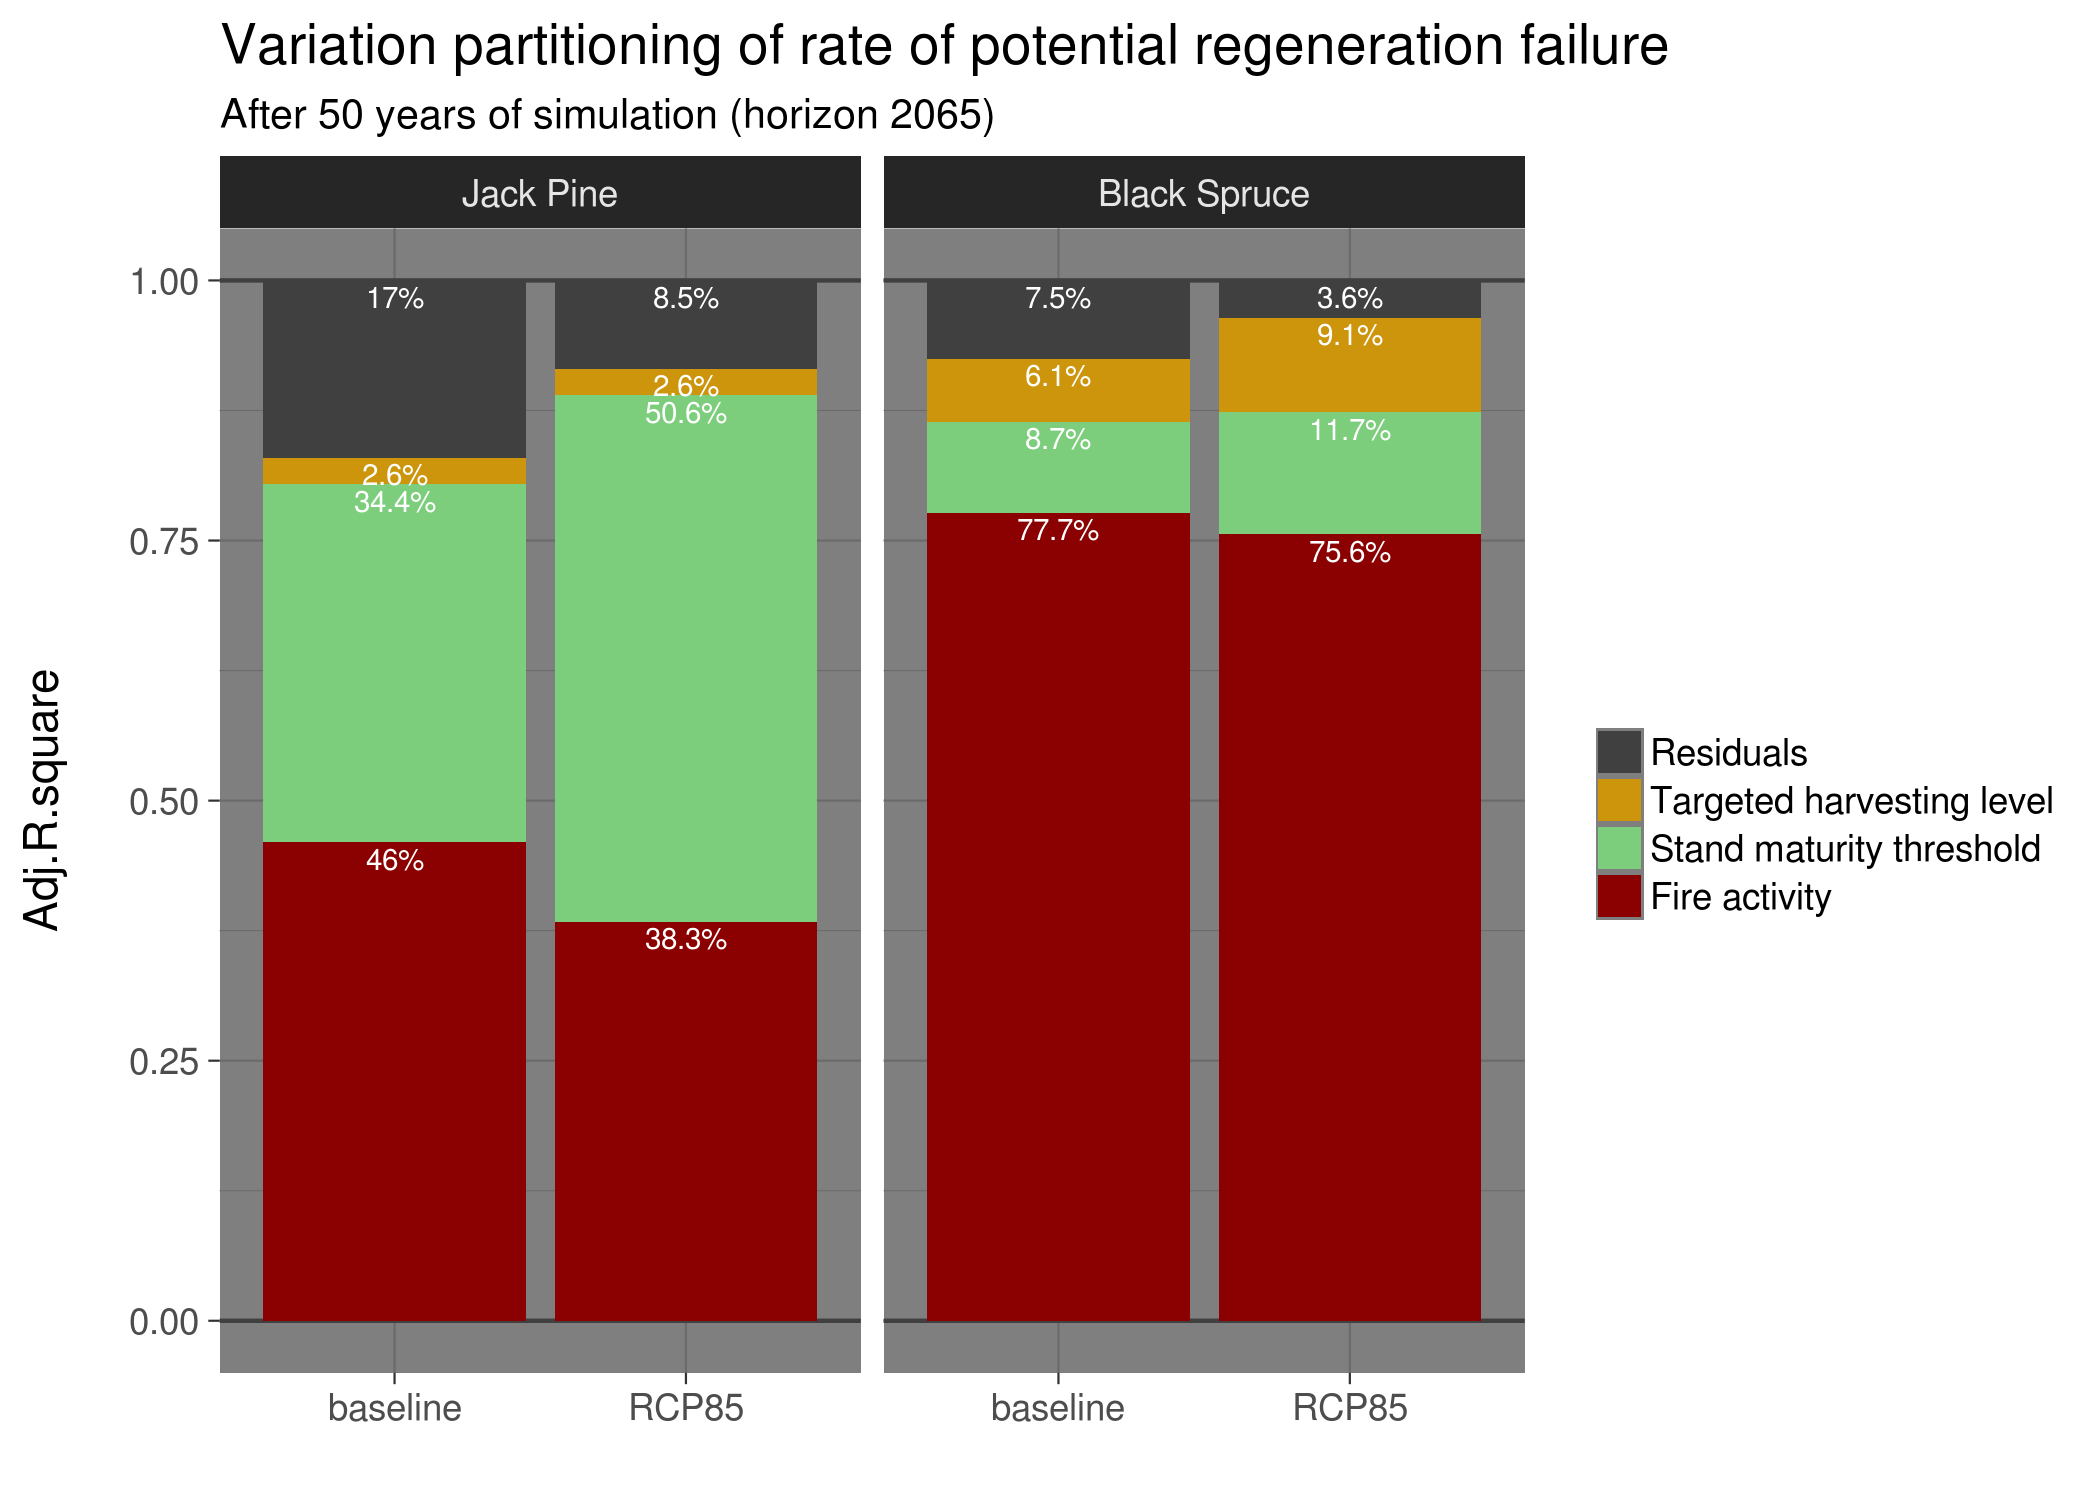 Variation partitioning of rate of potential regeneration failure
After 50 years of simulation (horizon 2065)
Jack Pine
Black Spruce
Adj.R.square
1.00
0.75
0.50
0.25
0.00
17%
2.6%
34.4%
46%
8.5%
2.6%
50.6%
38.3%
7.5%
6.1%
8.7%
77.7%
3.6%
9.1%
11.7%
75.6%
baseline
RCP85
baseline
RCP85
Residuals
Targeted harvesting level
Stand maturity threshold
Fire activity